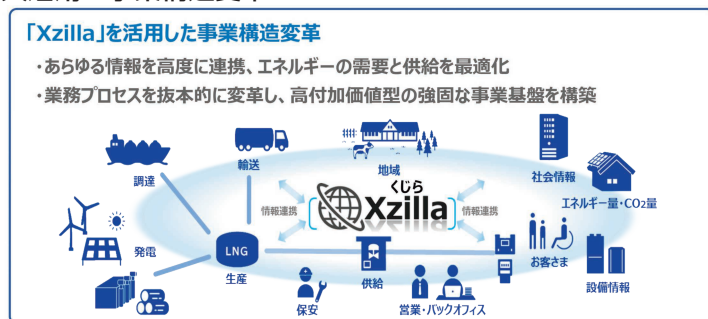 「Xzilla」を活用した事業構造変革
・あらゆる情報を高度に連携、エネルギーの需要と供給を最適化
・業務プロセスを抜本的に変革し、高付加価値型の強固な事業基盤を構築
調達
輸送
地域
社会情報
エネルギー量・CO2量
くじら
Xzilla
情報連携
情報連携
発電
LNG
生産
供給
お客さま
設備情報
保安
営業・バックオフィス